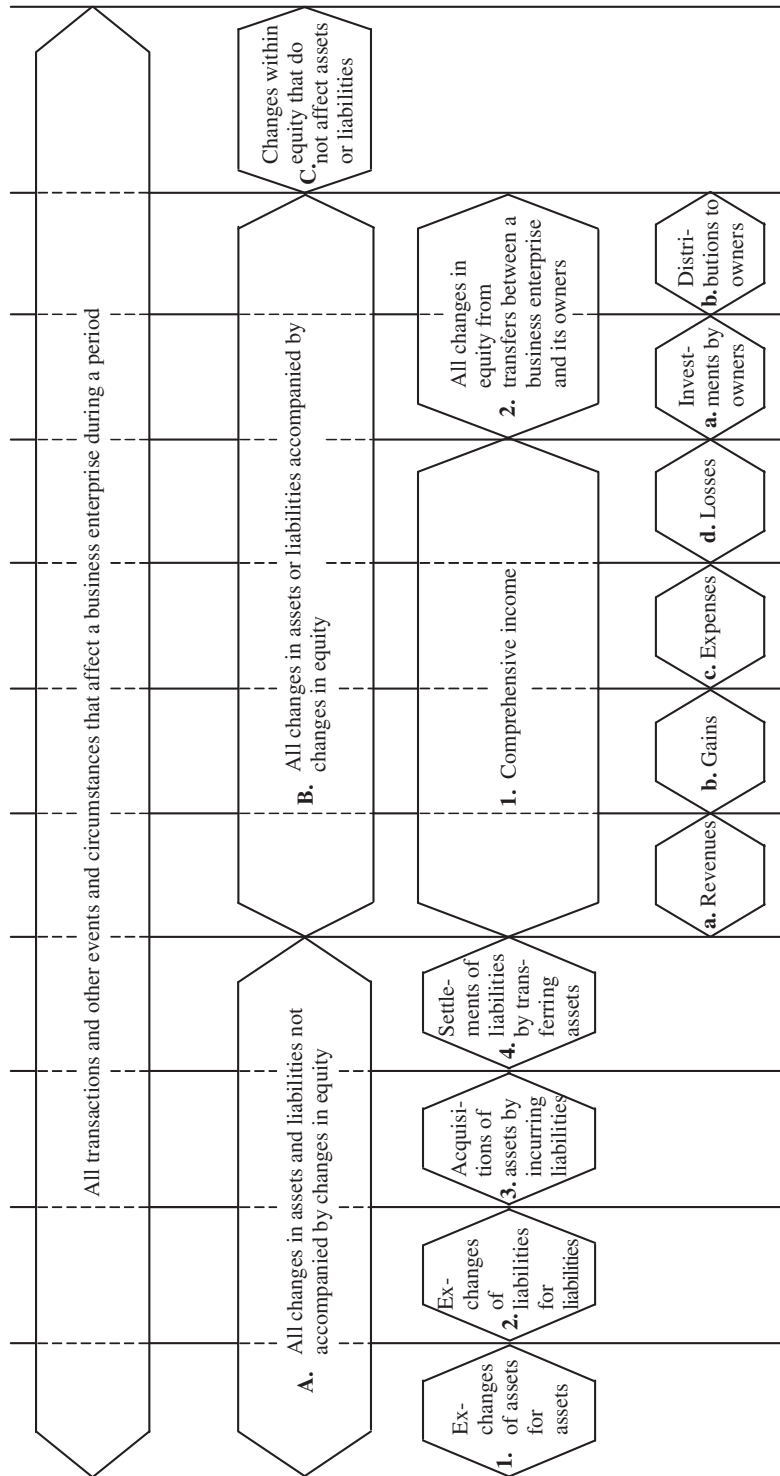 All transactions and other events and circumstances that affect a business enterprise during a period
A. All changes in assets and liabilities not
accompanied by changes in equity
B. All changes in assets or liabilities accompanied by
changes in equity
Changes within
equity that do
C. not affect assets
or liabilities
Ex-
changes
1. of assets
for
assets
Ex-
changes
of
2. liabilities
for
liabilities
Acquisi-
tions of
3. assets by
incurring
liabilities
Settle-
ments of
liabilities
4. by trans-
ferring
assets
1. Comprehensive income
All changes in
equity from
2. transfers between a
business enterprise
and its owners
a. Revenues
b. Gains
c. Expenses
d. Losses
Invest-
a. ments by
owners
Distri-
b. butions to
owners